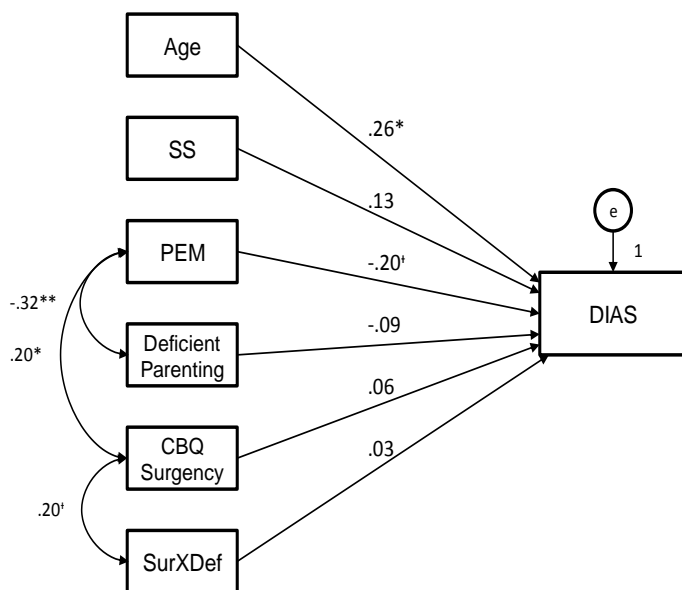 Age
.26*
SS
.13
e
1
PEM
-.20ᵗ
DIAS
-.32**
.20*
Deficient
Parenting
-.09
CBQ
Surgency
.06
.03
.20ᵗ
SurXDef